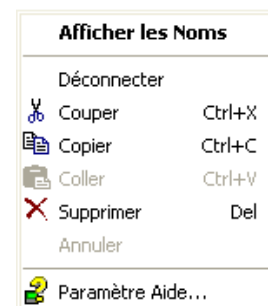 Afficher les Noms
Déconnecter
Couper Ctrl+X
Copier Ctrl+C
Coller Ctrl+V
Supprimer Del
Annuler
Paramètre Aide...